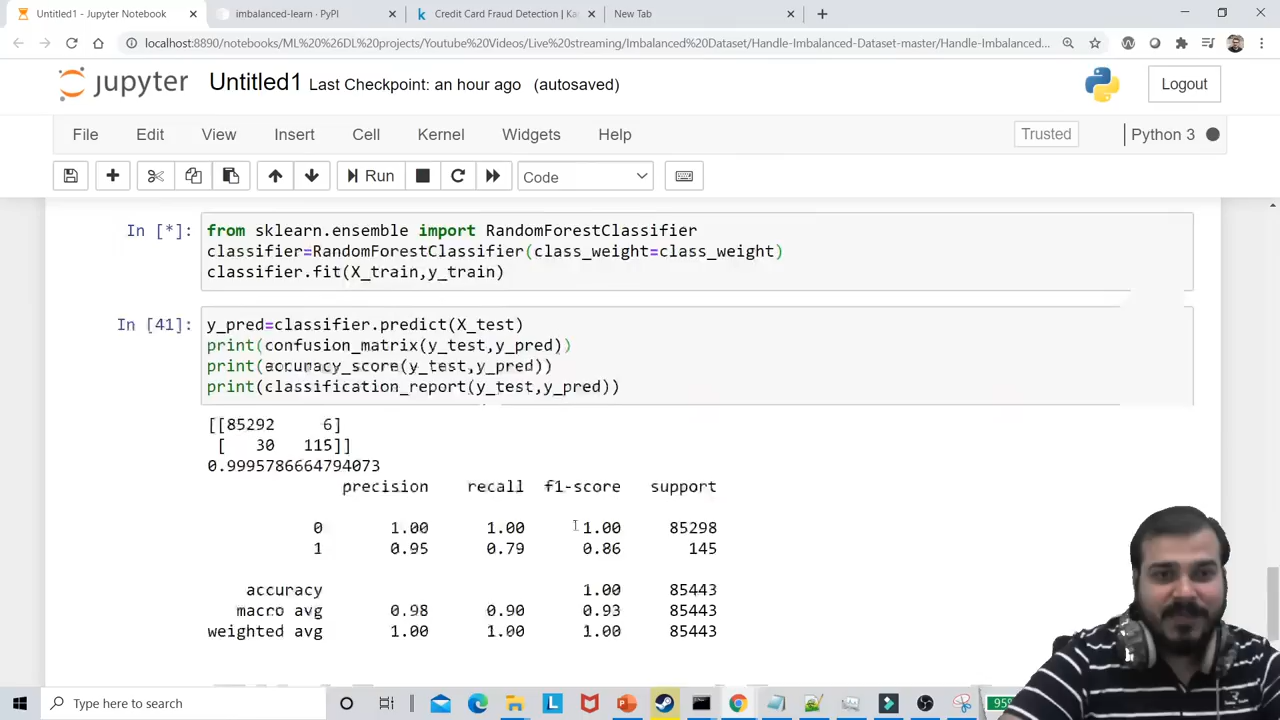 Untitled1 - Jupyter Notebook
imbalanced-learn · PyPI
Credit Card Fraud Detection | Ka
New Tab
localhost:8890/notebooks/ML%20%26%20DL%20projects/Youtube%20Videos/Live%20streaming/Imbalanced%20Dataset/Handle-Imbalanced-Dataset-master/Handle-Imbalanced...
jupyter Untitled1 Last Checkpoint: an hour ago (autosaved)
Logout
File Edit View Insert Cell Kernel Widgets Help
Trusted
Python 3
Run
Code
In [*]: from sklearn.ensemble import RandomForestClassifier
classifier=RandomForestClassifier(class_weight=class_weight)
classifier.fit(X_train,y_train)
In [41]: y_pred=classifier.predict(X_test)
print(confusion_matrix(y_test,y_pred))
print(accuracy_score(y_test,y_pred))
print(classification_report(y_test,y_pred))
[[85292 6]
[ 30 115]]
0.9995786664794073
precision recall f1-score support
0 1.00 1.00 1.00 85298
1 0.95 0.79 0.86 145
accuracy 1.00 85443
macro avg 0.98 0.90 0.93 85443
weighted avg 1.00 1.00 1.00 85443
Type here to search
95%